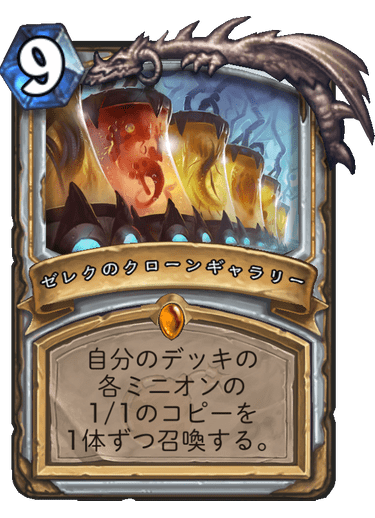 9
ゼレクのクローンギャラリー
自分のデッキの
各ミニオンの
1/1のコピーを
1体ずつ召喚する。